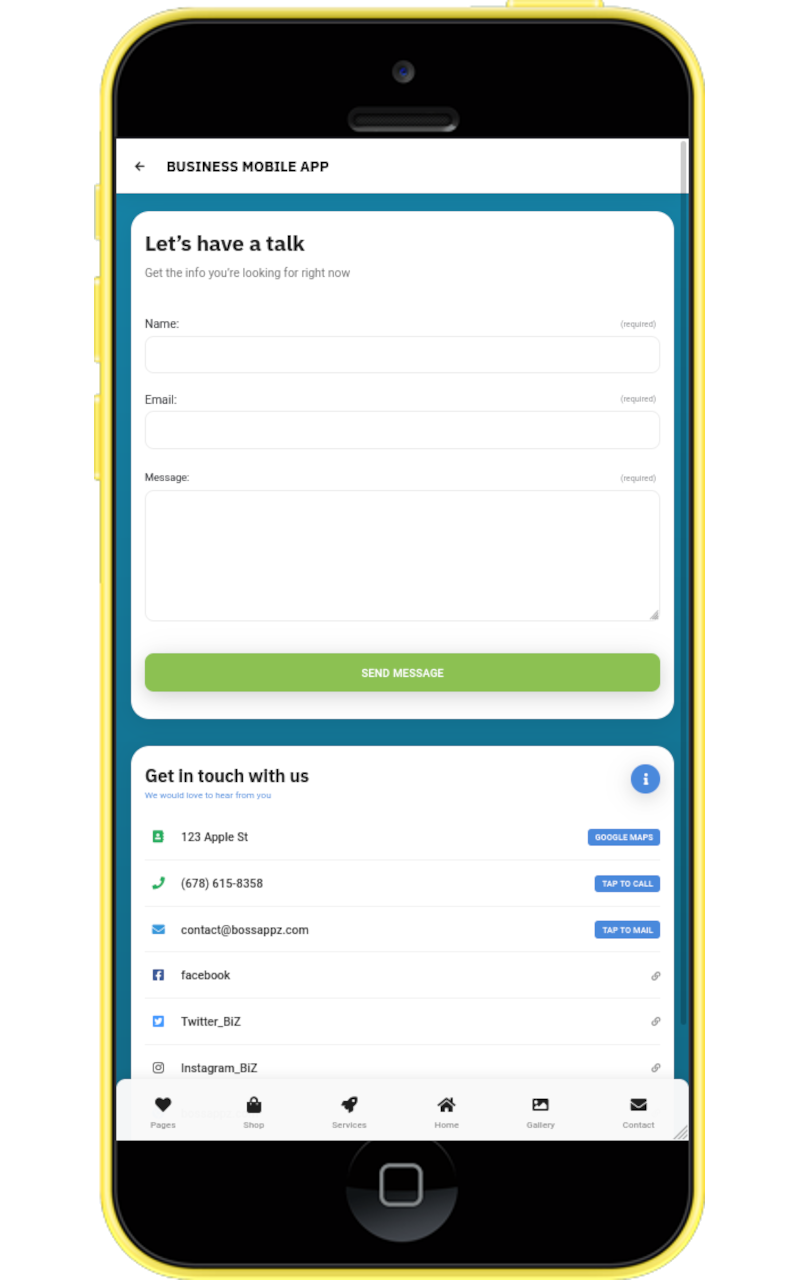 BUSINESS MOBILE APP
Let's have a talk
Get the info you're looking for right now
Name: (required)
Email: (required)
Message: (required)
SEND MESSAGE
Get in touch with us
We would love to hear from you
123 Apple St GOOGLE MAPS
(678) 615-8358 TAP TO CALL
contact@bossappz.com TAP TO MAIL
facebook
Twitter_BiZ
Instagram_BiZ
Pages Shop Services Home Gallery Contact